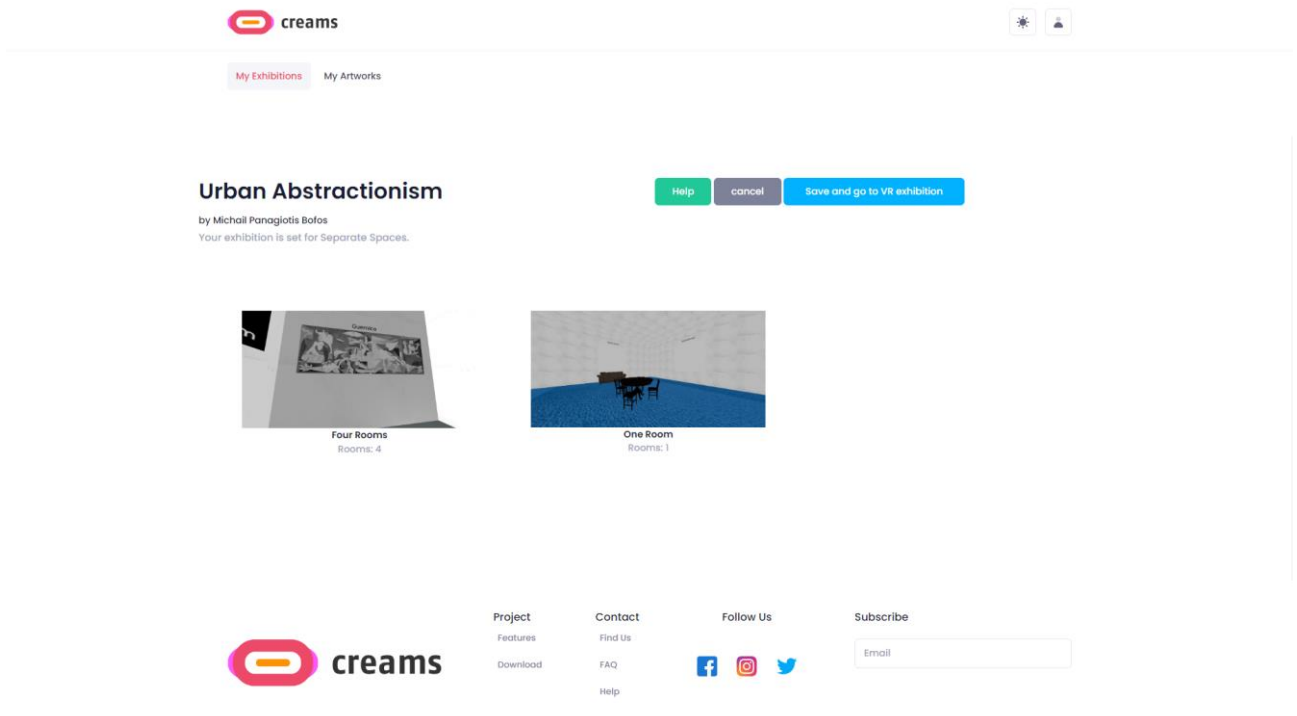 creams
My Exhibitions My Artworks
Urban Abstractionism
Help cancel Save and go to VR exhibition
by Michail Panagiotis Bofos
Your exhibition is set for Separate Spaces.
Guernica
Four Rooms
Rooms: 4
One Room
Rooms: 1
creams
Project
Features
Download
Contact
Find Us
FAQ
Help
Follow Us
Subscribe
Email